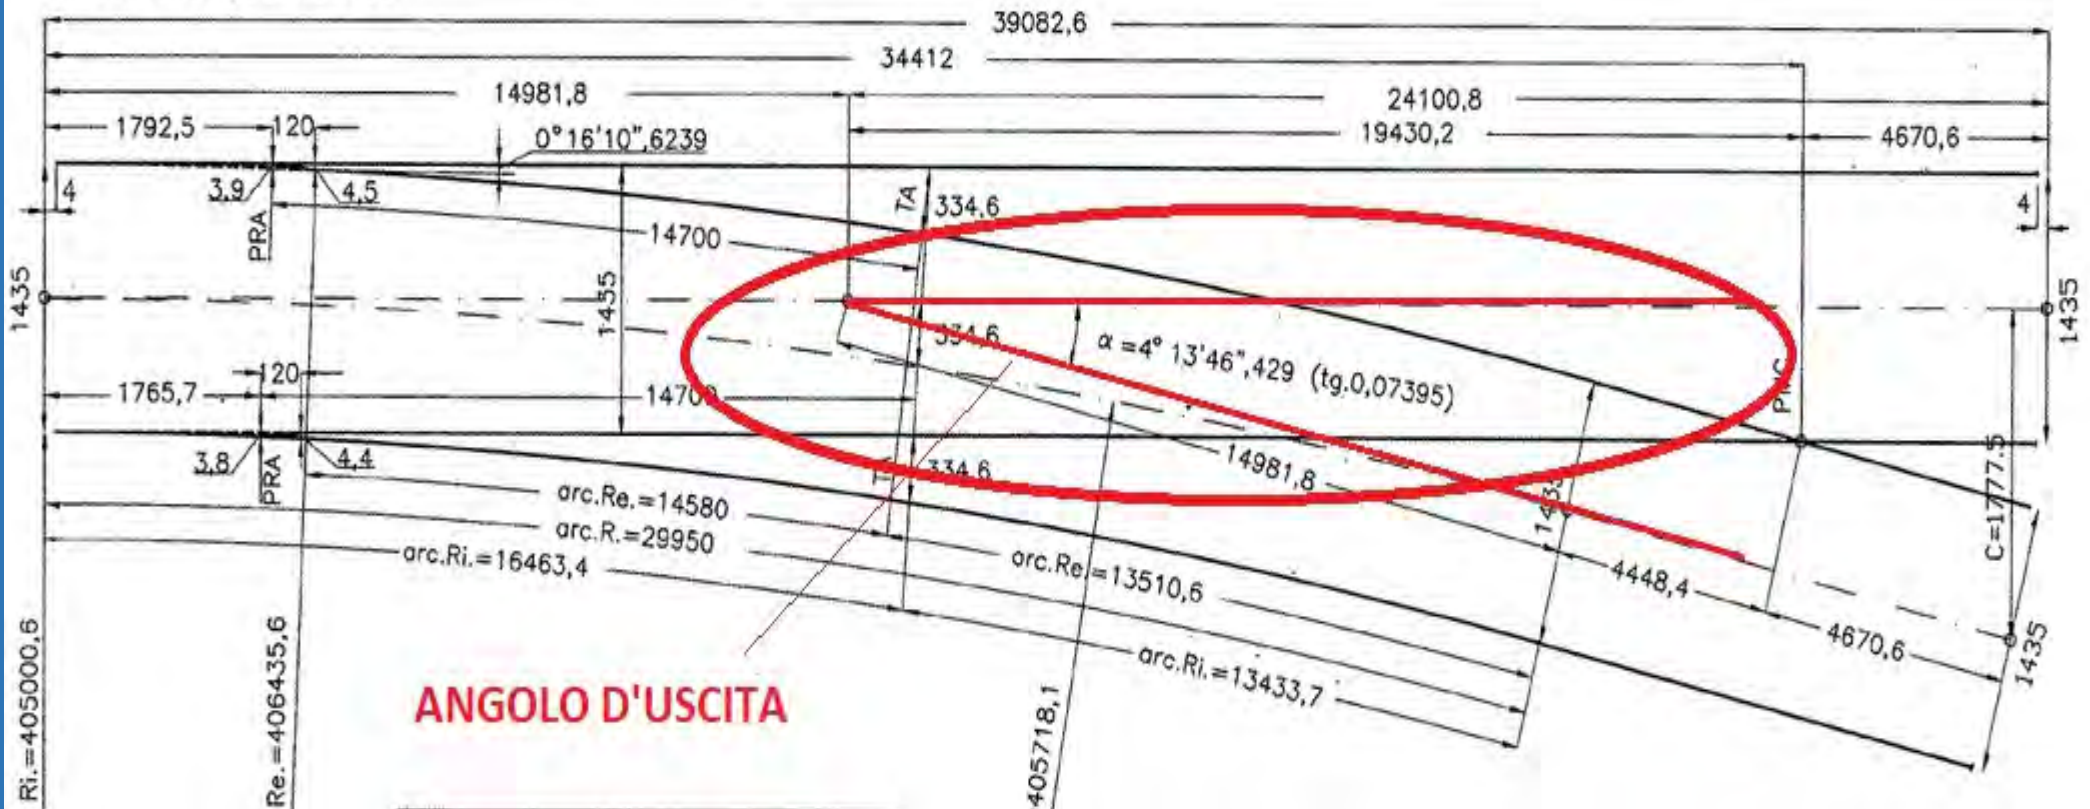 39082,6
34412
14981,8
24100,8
1792,5
120
0° 16'10",6239
19430,2
4670,6
4
3,9
4,5
TA
334,6
4
PRA
14700
1435
1435
1435
334,6
α =4° 13'46",429 (tg.0,07395)
120
1765,7
3,8
4,4
PRA
334,6
14981,8
C=1777,5
arc.Re.=14580
arc.R.=29950
arc.Ri.=16463,4
arc.Re.=13510,6
4448,4
4670,6
1435
arc.Ri.=13433,7
Ri.=405000,6
Re.=406435,6
405718,1
ANGOLO D'USCITA